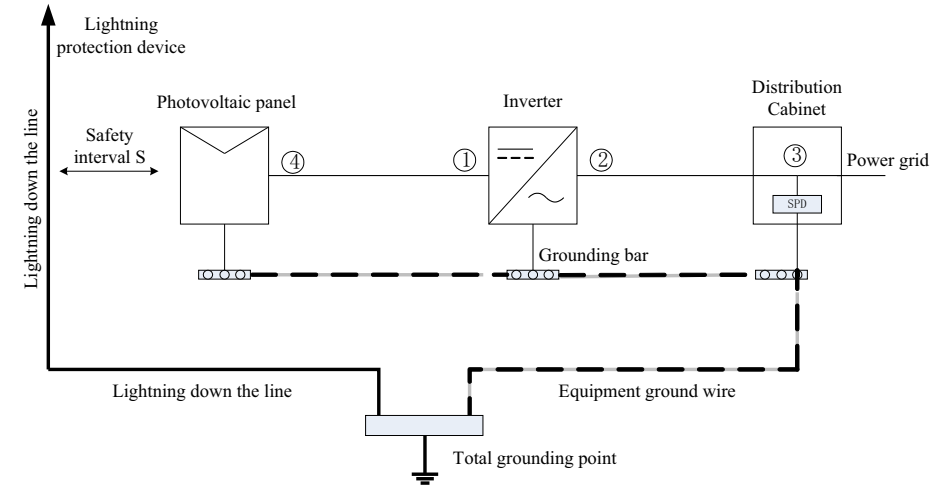 Lightning
protection device
Lightning down the line
Safety
interval S
Photovoltaic panel
④
①
Inverter
②
Distribution
Cabinet
③
Power grid
SPD
Grounding bar
Lightning down the line
Equipment ground wire
Total grounding point